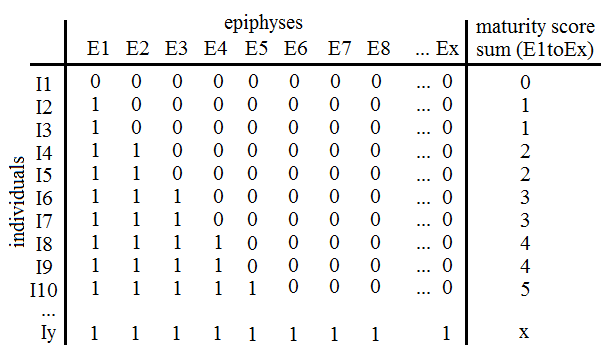 epiphyses maturity score
E1 E2 E3 E4 E5 E6 E7 E8 ... Ex sum (E1toEx)
individuals
I1 0 0 0 0 0 0 0 0 ... 0 0
I2 1 0 0 0 0 0 0 0 ... 0 1
I3 1 0 0 0 0 0 0 0 ... 0 1
I4 1 1 0 0 0 0 0 0 ... 0 2
I5 1 1 0 0 0 0 0 0 ... 0 2
I6 1 1 1 0 0 0 0 0 ... 0 3
I7 1 1 1 0 0 0 0 0 ... 0 3
I8 1 1 1 1 0 0 0 0 ... 0 4
I9 1 1 1 1 0 0 0 0 ... 0 4
I10 1 1 1 1 1 0 0 0 ... 0 5
...
Iy 1 1 1 1 1 1 1 1 1 x